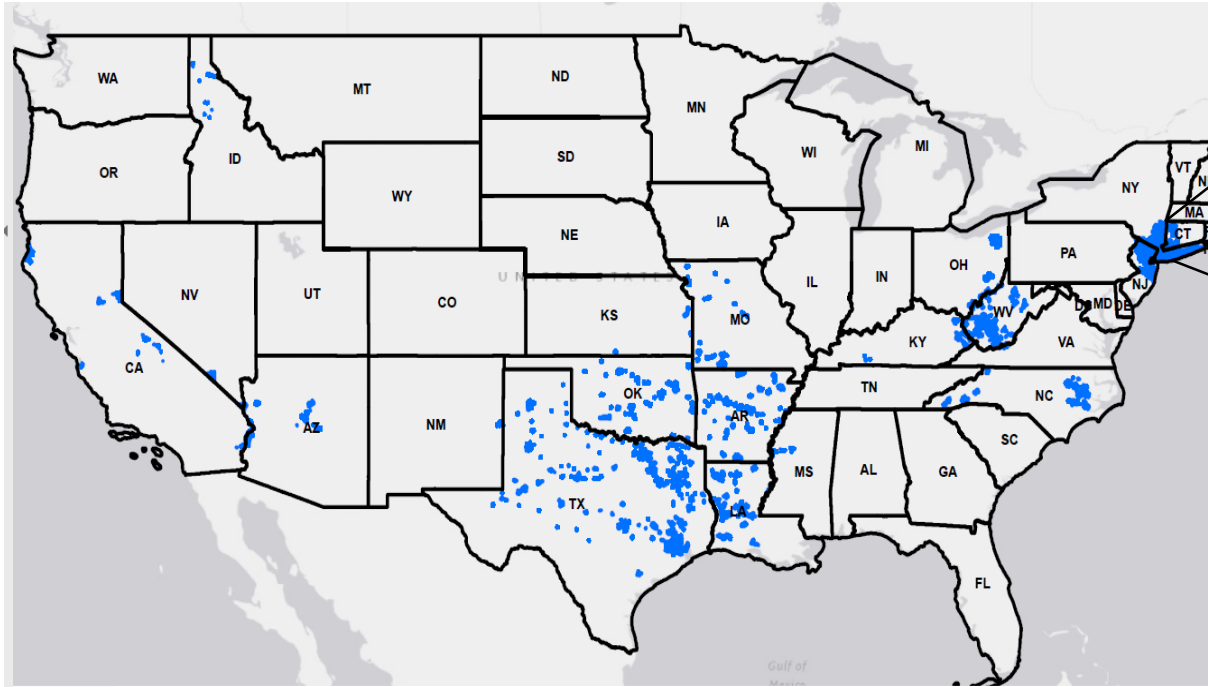 WA
MT
ND
MN
WI
MI
VT
N
NY
MA
CT
OR
ID
SD
WY
IA
NE
PA
NJ
OH
IL
IN
UNITED STATES
NV
UT
CO
KS
MO
WV
MD
DE
D
VA
KY
CA
OK
TN
NC
AZ
NM
AR
SC
MS
AL
GA
TX
LA
FL
Gulf of
Mexico